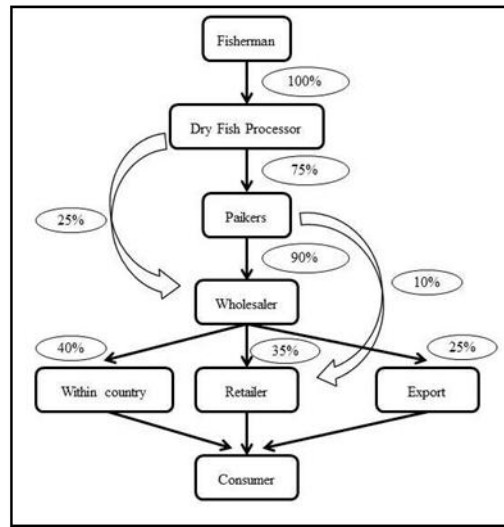 Fisherman
100%
Dry Fish Processor
75%
25%
Paikers
90%
10%
Wholesaler
40%
35%
25%
Within country
Retailer
Export
Consumer